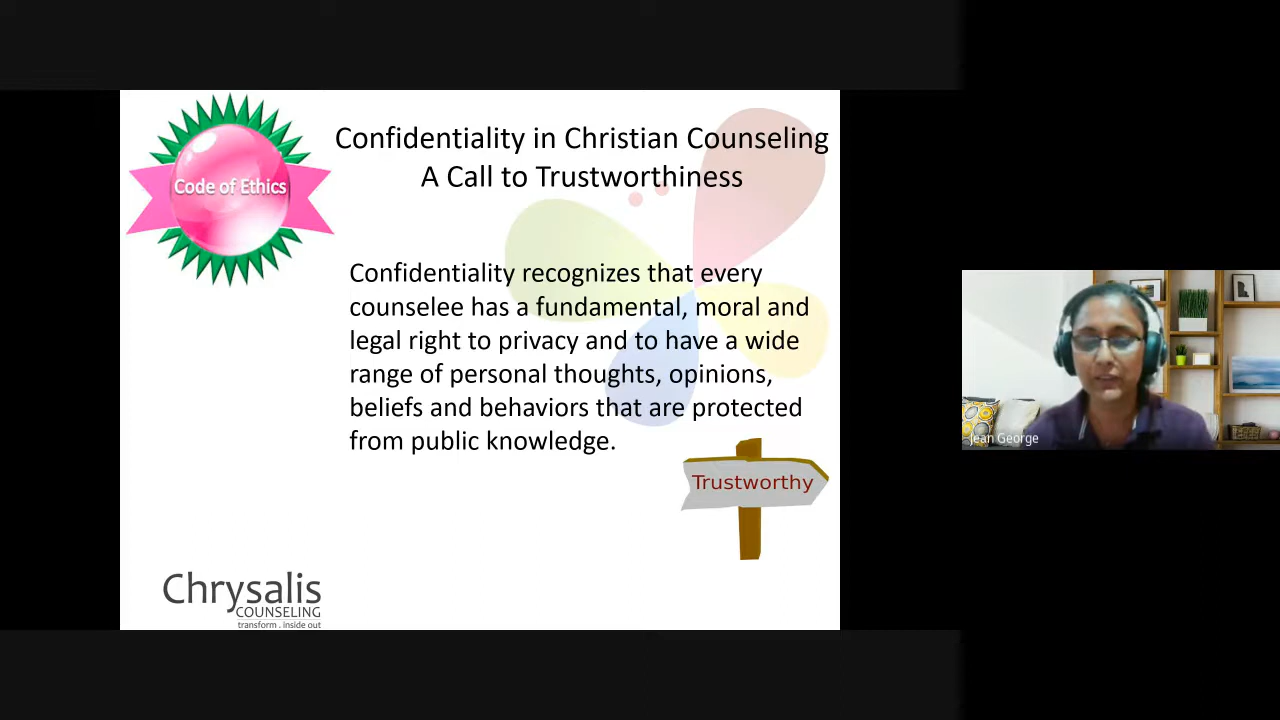 Code of Ethics
Confidentiality in Christian Counseling
A Call to Trustworthiness
Confidentiality recognizes that every
counselee has a fundamental, moral and
legal right to privacy and to have a wide
range of personal thoughts, opinions,
beliefs and behaviors that are protected
from public knowledge.
Trustworthy
Chrysalis
COUNSELING
transform . inside out
Jean George